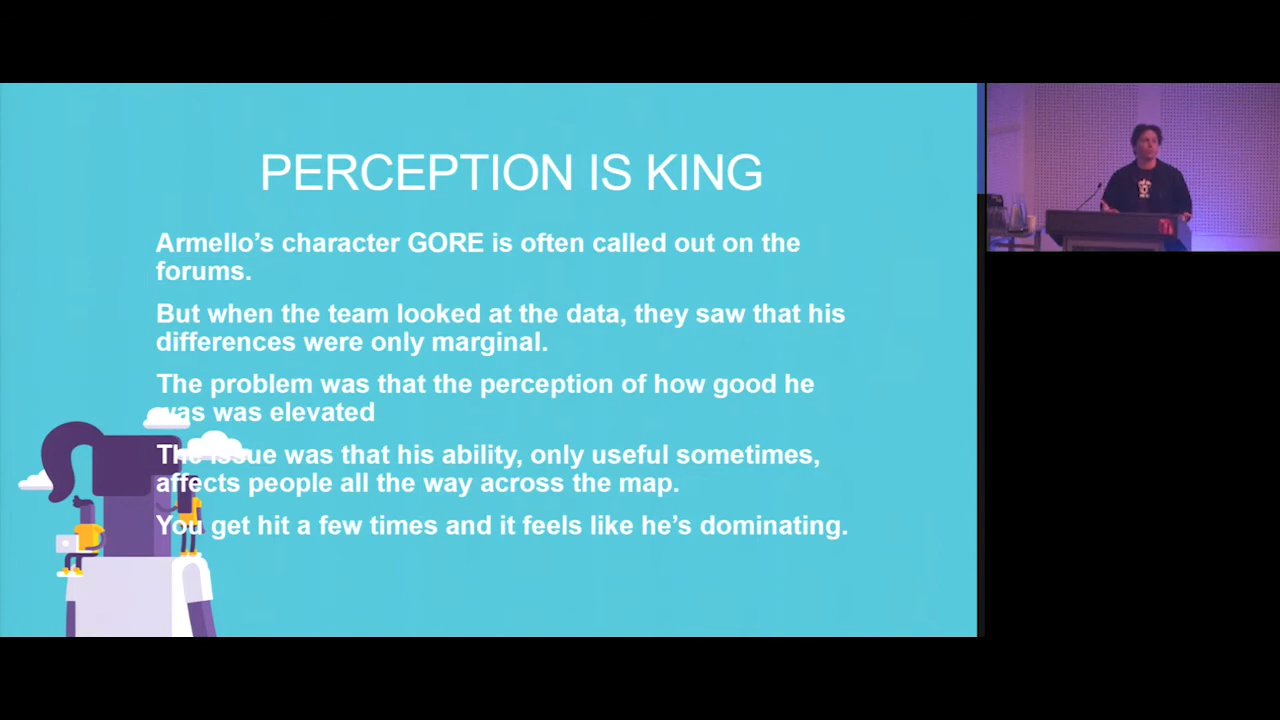 PERCEPTION IS KING
Armello’s character GORE is often called out on the
forums.
But when the team looked at the data, they saw that his
differences were only marginal.
The problem was that the perception of how good he
was was elevated
The issue was that his ability, only useful sometimes,
affects people all the way across the map.
You get hit a few times and it feels like he’s dominating.